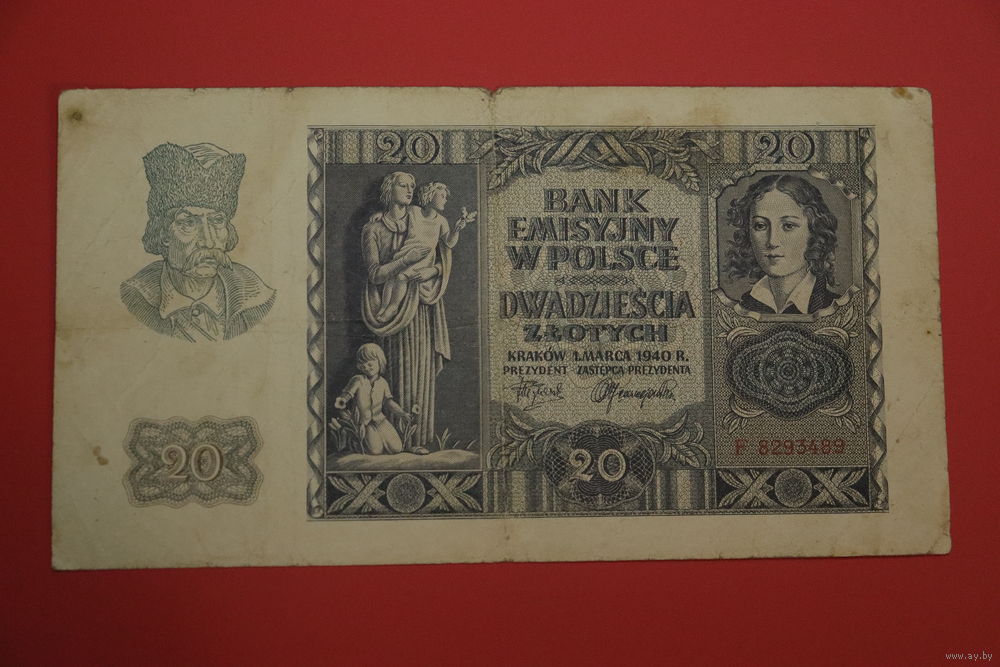 20 20
BANK
EMISYJNY
W POLSCE
DWADZIEŚCIA
ZŁOTYCH
KRAKÓW 1. MARCA 1940 R.
PREZYDENT ZASTĘPCA PREZYDENTA
F 8293489
20 20
www.ay.by